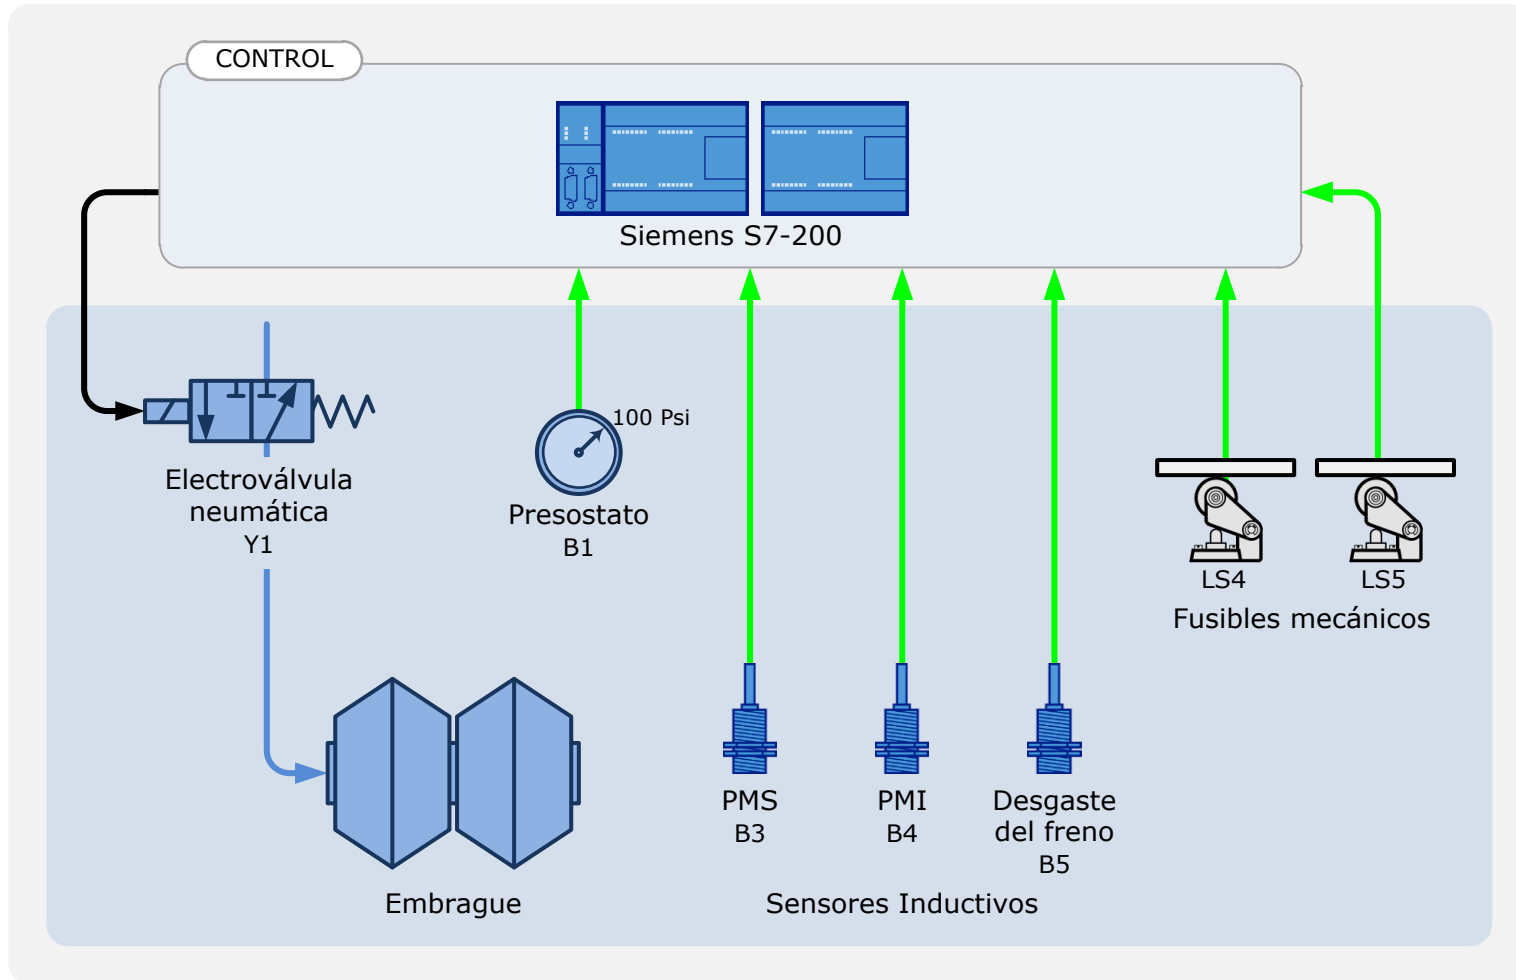 CONTROL
Siemens S7-200
100 Psi
Electroválvula
neumática
Y1
Presostato
B1
LS4
LS5
Fusibles mecánicos
PMS
B3
PMI
B4
Desgaste
del freno
B5
Embrague
Sensores Inductivos